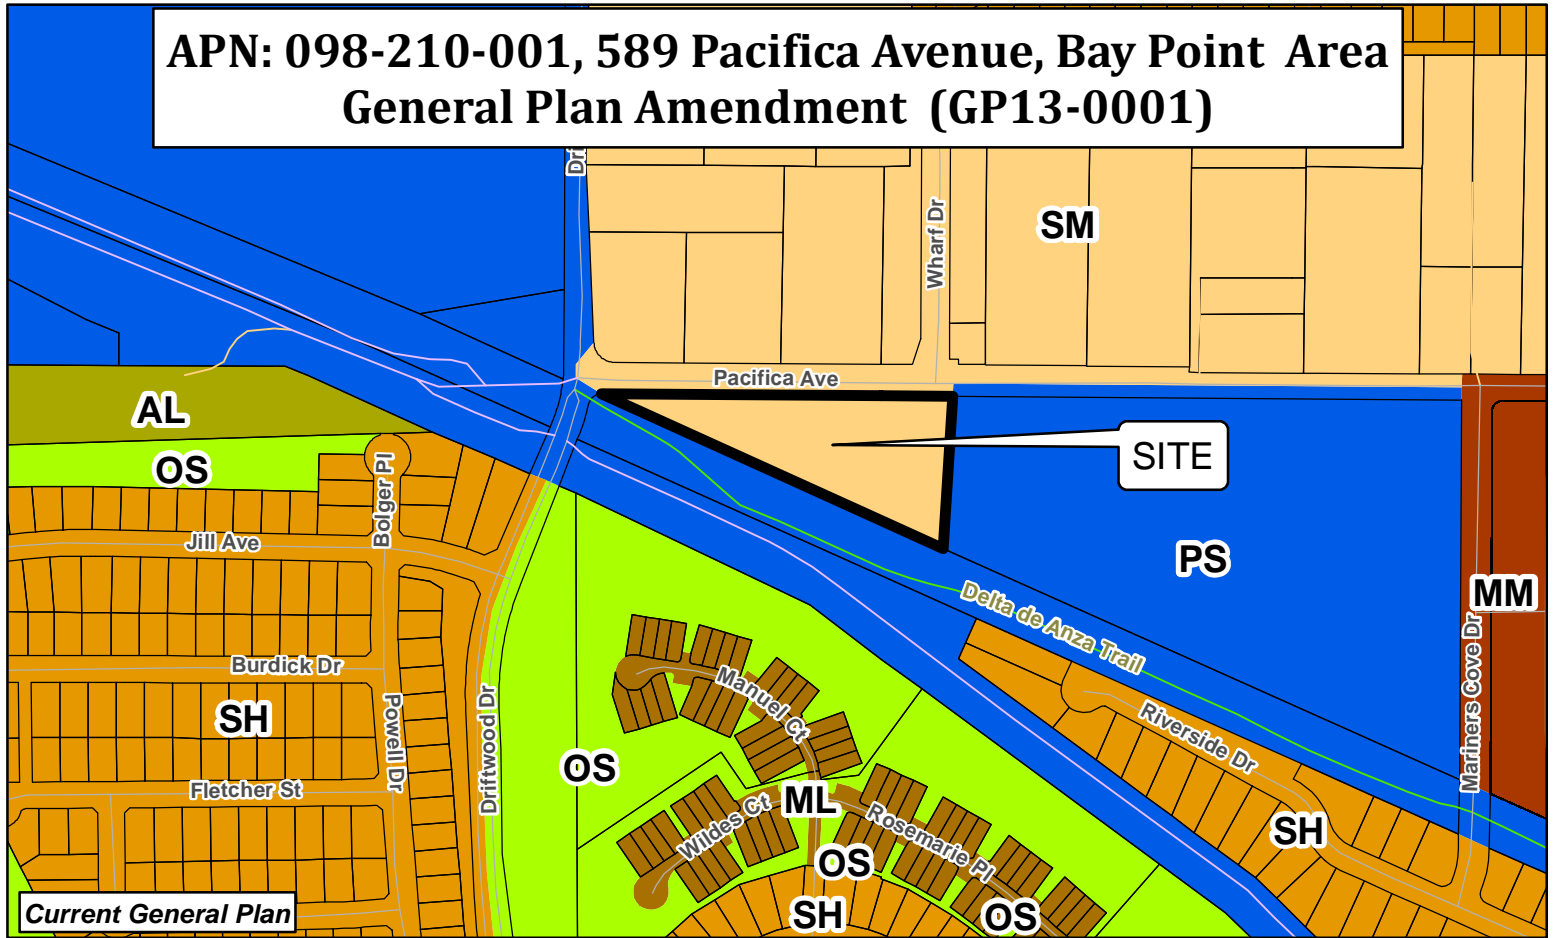 APN: 098-210-001, 589 Pacifica Avenue, Bay Point Area
General Plan Amendment (GP13-0001)
SM
Wharf Dr
Pacifica Ave
AL
OS
SITE
Bolger Pl
Jill Ave
PS
MM
Delta de Anza Trail
Burdick Dr
Manuel Ct
Powell Dr
SH
Driftwood Dr
Riverside Dr
Mariners Cove Dr
OS
Fletcher St
ML
Wildes Ct
Rosemarie Pl
SH
OS
SH
OS
Current General Plan